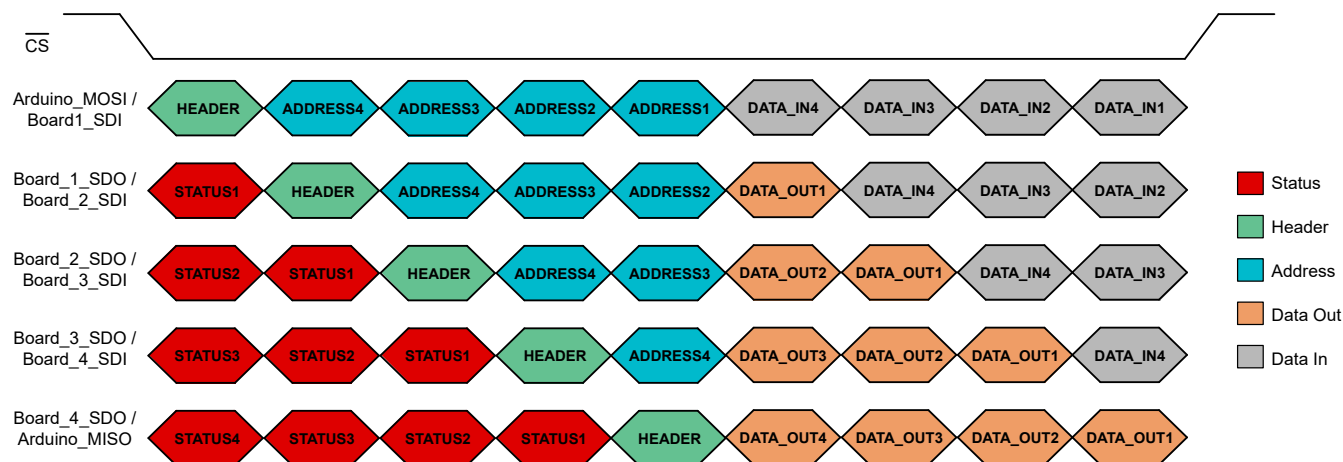 CS
Arduino_MOSI /
Board1_SDI
HEADER ADDRESS4 ADDRESS3 ADDRESS2 ADDRESS1 DATA_IN4 DATA_IN3 DATA_IN2 DATA_IN1
Board_1_SDO /
Board_2_SDI
STATUS1 HEADER ADDRESS4 ADDRESS3 ADDRESS2 DATA_OUT1 DATA_IN4 DATA_IN3 DATA_IN2
Board_2_SDO /
Board_3_SDI
STATUS2 STATUS1 HEADER ADDRESS4 ADDRESS3 DATA_OUT2 DATA_OUT1 DATA_IN4 DATA_IN3
Board_3_SDO /
Board_4_SDI
STATUS3 STATUS2 STATUS1 HEADER ADDRESS4 DATA_OUT3 DATA_OUT2 DATA_OUT1 DATA_IN4
Board_4_SDO /
Arduino_MISO
STATUS4 STATUS3 STATUS2 STATUS1 HEADER DATA_OUT4 DATA_OUT3 DATA_OUT2 DATA_OUT1
Status
Header
Address
Data Out
Data In